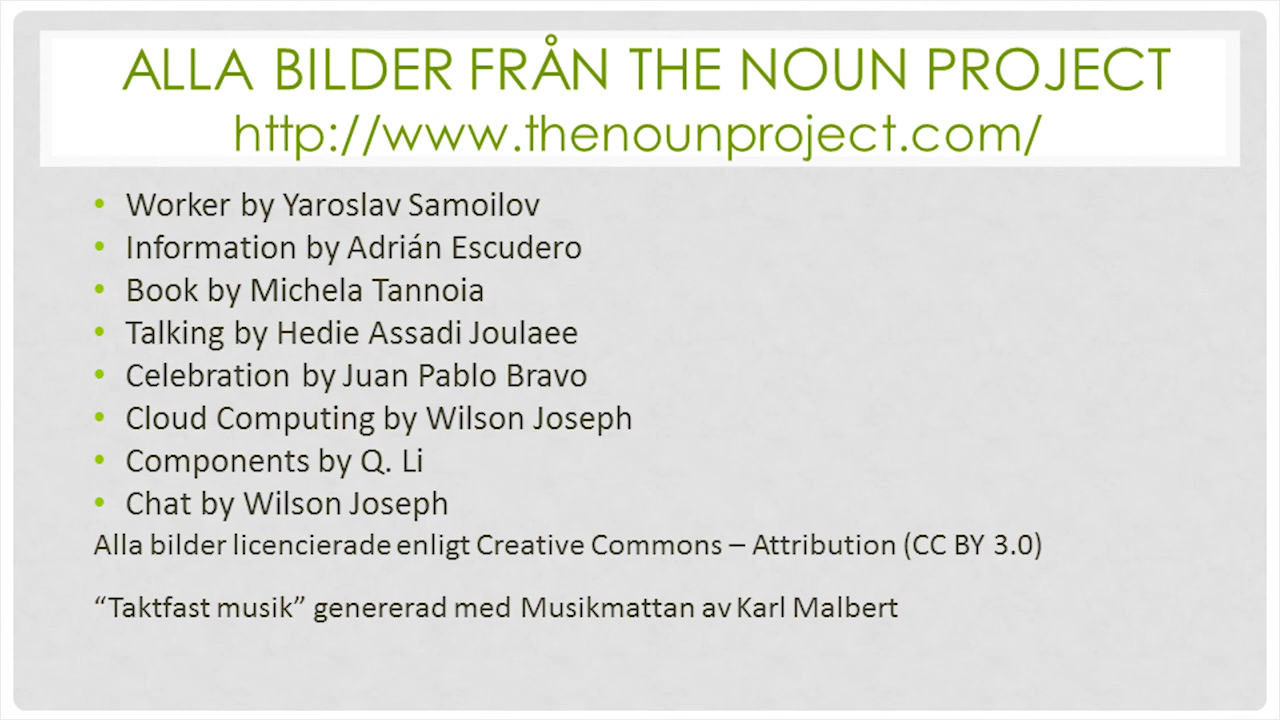 ALLA BILDER FRÅN THE NOUN PROJECT
http://www.thenounproject.com/
• Worker by Yaroslav Samoilov
• Information by Adrián Escudero
• Book by Michela Tannoia
• Talking by Hedie Assadi Joulaee
• Celebration by Juan Pablo Bravo
• Cloud Computing by Wilson Joseph
• Components by Q. Li
• Chat by Wilson Joseph
Alla bilder licencierade enligt Creative Commons – Attribution (CC BY 3.0)
“Taktfast musik” genererad med Musikmattan av Karl Malbert